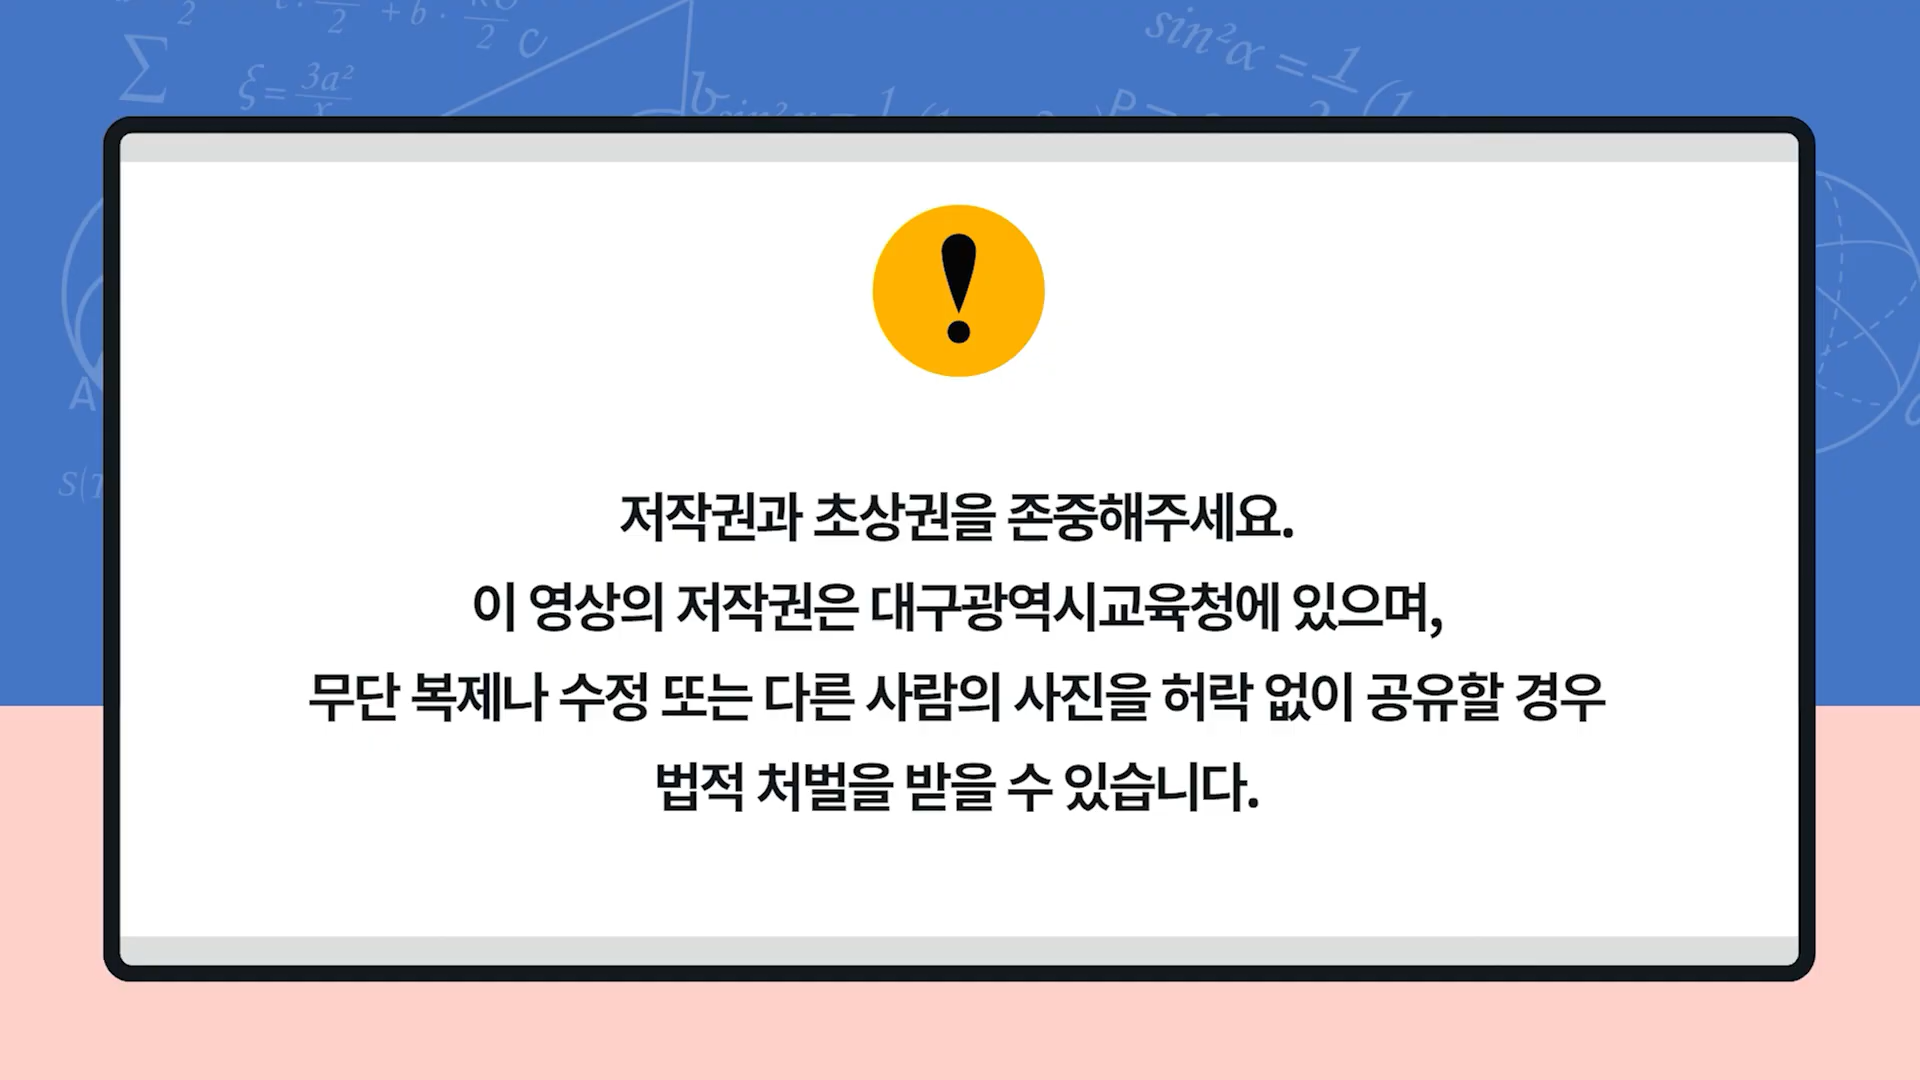 sin²α = 1
3a²
ξ=
Σ
저작권과 초상권을 존중해주세요.
이 영상의 저작권은 대구광역시교육청에 있으며,
무단 복제나 수정 또는 다른 사람의 사진을 허락 없이 공유할 경우
법적 처벌을 받을 수 있습니다.
A